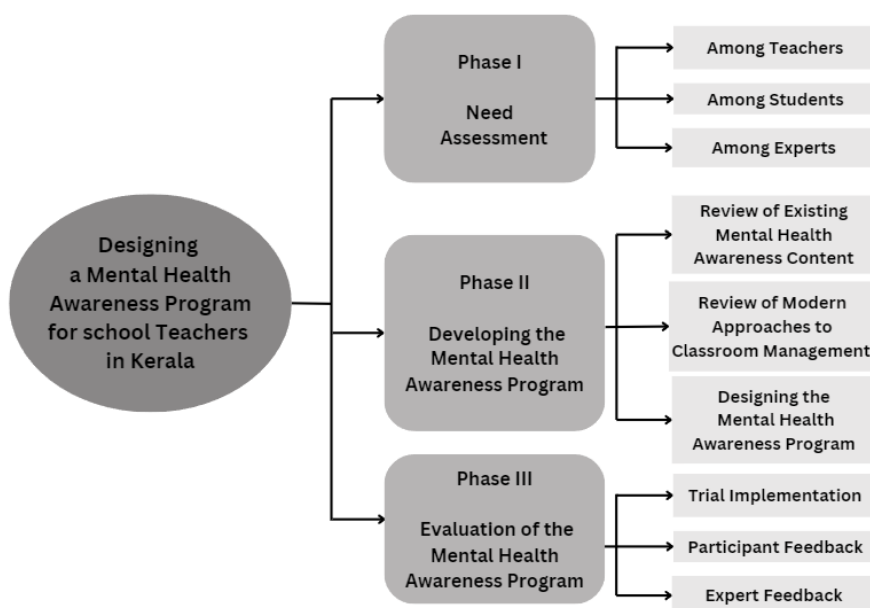 Designing
a Mental Health
Awareness Program
for school Teachers
in Kerala
Phase I
Need
Assessment
Among Teachers
Among Students
Among Experts
Phase II
Developing the
Mental Health
Awareness Program
Review of Existing
Mental Health
Awareness Content
Review of Modern
Approaches to
Classroom Management
Designing the
Mental Health
Awareness Program
Phase III
Evaluation of the
Mental Health
Awareness Program
Trial Implementation
Participant Feedback
Expert Feedback